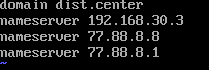 domain dist.center
nameserver 192.168.30.3
nameserver 77.88.8.8
nameserver 77.88.8.1
~